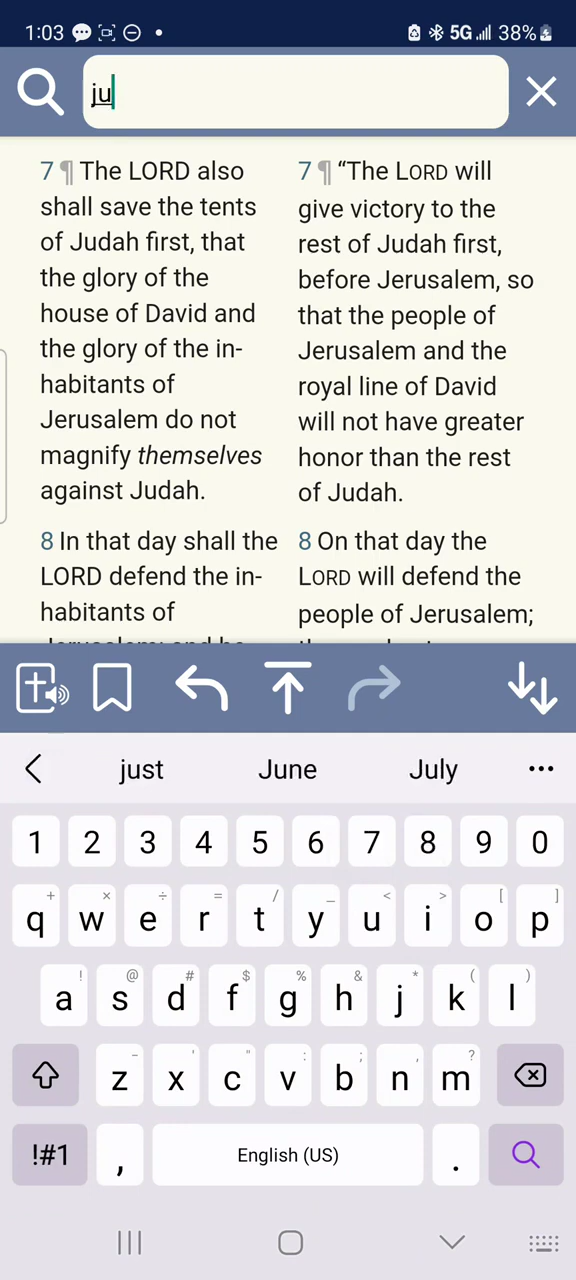 1:03 5G 38%
ju
7 ¶ The LORD also
shall save the tents
of Judah first, that
the glory of the
house of David and
the glory of the in-
habitants of
Jerusalem do not
magnify themselves
against Judah.
8 In that day shall the
LORD defend the in-
habitants of
Jerusalem; and he
7 ¶ “The LORD will
give victory to the
rest of Judah first,
before Jerusalem, so
that the people of
Jerusalem and the
royal line of David
will not have greater
honor than the rest
of Judah.
8 On that day the
LORD will defend the
people of Jerusalem;
just June July ...
1 2 3 4 5 6 7 8 9 0
+ × ÷ = / _ < > [ ]
q w e r t y u i o p
! @ # $ % & * ( )
a s d f g h j k l
- ' " : ; , ?
z x c v b n m
!#1 , English (US) .